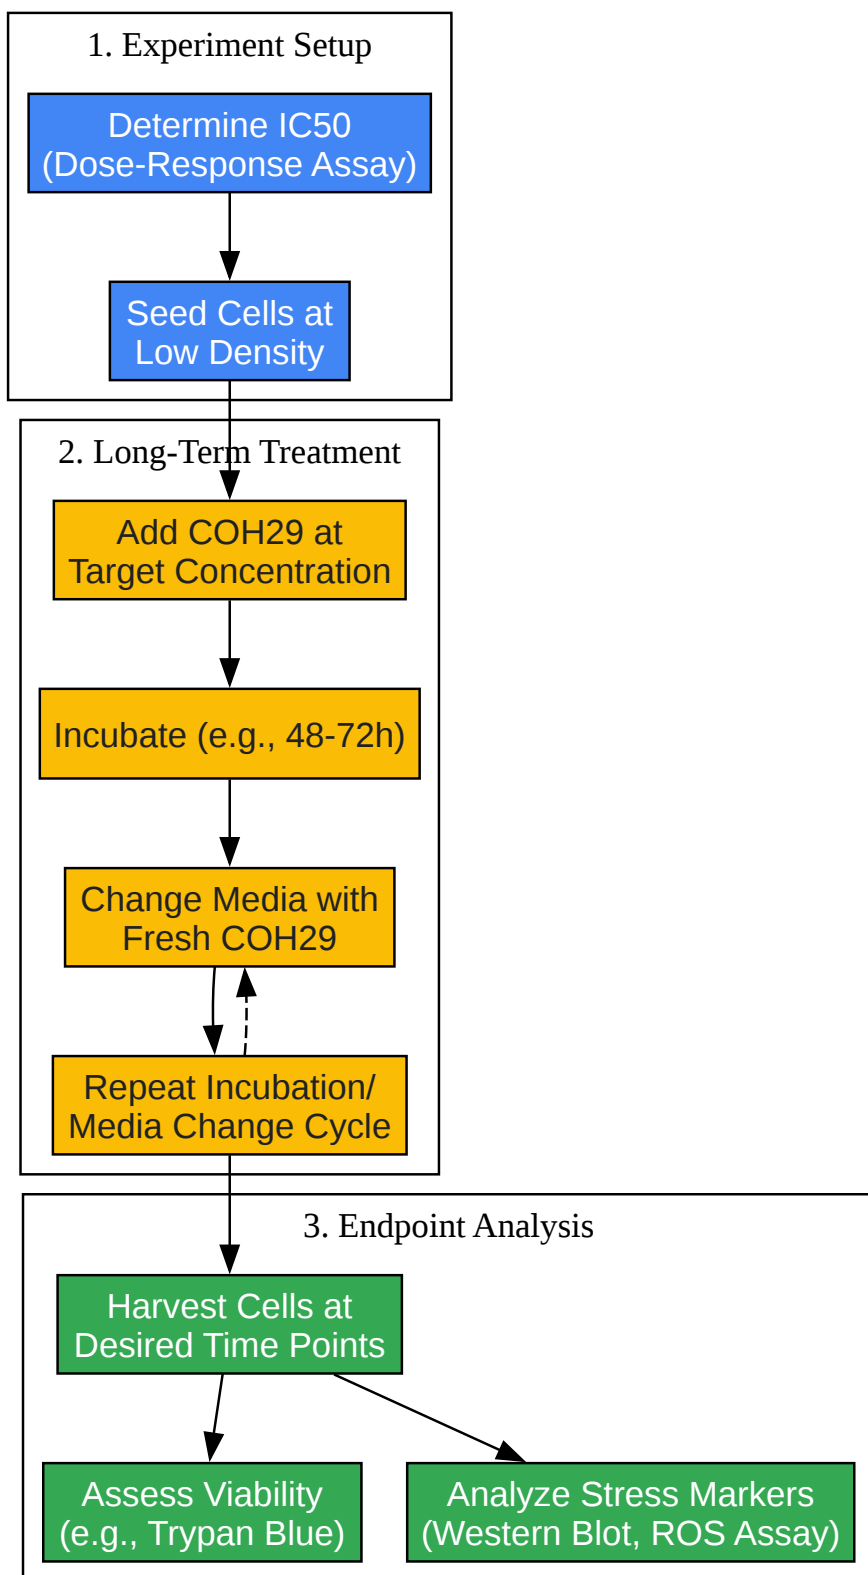 1. Experiment Setup
Determine IC50
(Dose-Response Assay)
Seed Cells at
Low Density
2. Long-Term Treatment
Add COH29 at
Target Concentration
Incubate (e.g., 48-72h)
Change Media with
Fresh COH29
Repeat Incubation/
Media Change Cycle
3. Endpoint Analysis
Harvest Cells at
Desired Time Points
Assess Viability
(e.g., Trypan Blue)
Analyze Stress Markers
(Western Blot, ROS Assay)